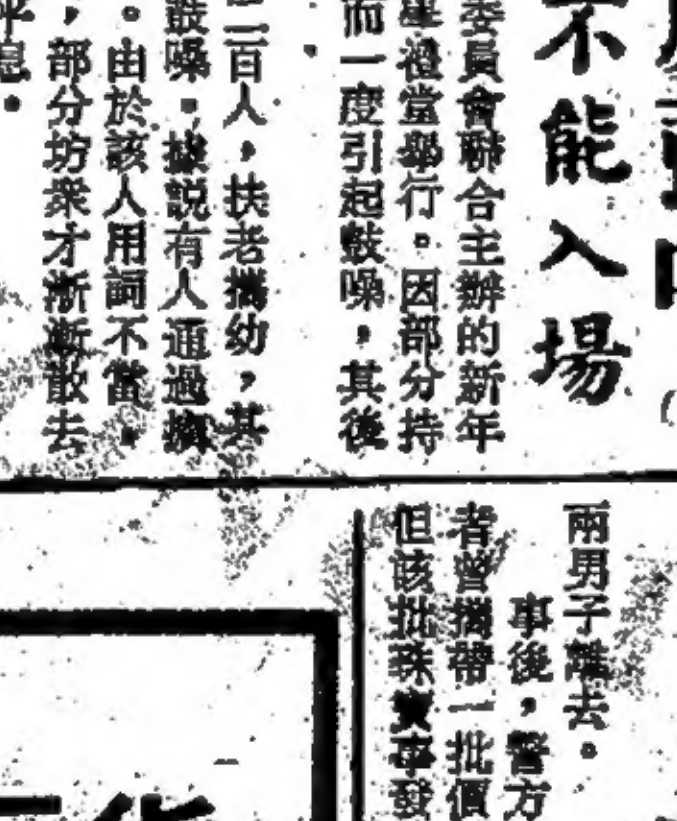 不能入場
委員會聯合主辦的新年
禮堂舉行。因部分持
而一度引起鼓噪,其後
二百人,扶老攜幼,其
鼓噪。據説有人通過擴
。由於該人用詞不當,
,部分坊衆才漸漸散去
平息。
兩男子離去。
事後,警方
者曾攜帶一批價
但該批珠寶事發